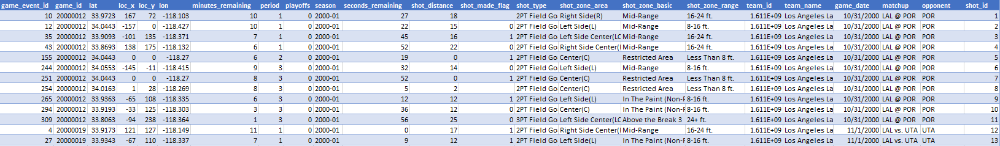 game_event_id game_id lat loc_x loc_y lon minutes_remaining period playoffs season seconds_remaining shot_distance shot_made_flag shot_type shot_zone_area shot_zone_basic shot_zone_range team_id team_name game_date matchup opponent shot_id
10 20000012 33.9723 167 72 -118.103 10 1 0 2000-01 27 18 2PT Field Go Right Side(R) Mid-Range 16-24 ft. 1.611E+09 Los Angeles La 10/31/2000 LAL @ POR POR 1
12 20000012 34.0443 -157 0 -118.427 10 1 0 2000-01 22 15 0 2PT Field Go Left Side(L) Mid-Range 8-16 ft. 1.611E+09 Los Angeles La 10/31/2000 LAL @ POR POR 2
35 20000012 33.9093 -101 135 -118.371 7 1 0 2000-01 45 16 1 2PT Field Go Left Side Center(LC Mid-Range 16-24 ft. 1.611E+09 Los Angeles La 10/31/2000 LAL @ POR POR 3
43 20000012 33.8693 138 175 -118.132 6 1 0 2000-01 52 22 0 2PT Field Go Right Side Center( Mid-Range 16-24 ft. 1.611E+09 Los Angeles La 10/31/2000 LAL @ POR POR 4
155 20000012 34.0443 0 0 -118.27 6 2 0 2000-01 19 0 1 2PT Field Go Center(C) Restricted Area Less Than 8 ft. 1.611E+09 Los Angeles La 10/31/2000 LAL @ POR POR 5
244 20000012 34.0553 -145 -11 -118.415 9 3 0 2000-01 32 14 0 2PT Field Go Left Side(L) Mid-Range 8-16 ft. 1.611E+09 Los Angeles La 10/31/2000 LAL @ POR POR 6
251 20000012 34.0443 0 0 -118.27 8 3 0 2000-01 52 0 1 2PT Field Go Center(C) Restricted Area Less Than 8 ft. 1.611E+09 Los Angeles La 10/31/2000 LAL @ POR POR 7
254 20000012 34.0163 1 28 -118.269 8 3 0 2000-01 5 2 2PT Field Go Center(C) Restricted Area Less Than 8 ft. 1.611E+09 Los Angeles La 10/31/2000 LAL @ POR POR 8
265 20000012 33.9363 -65 108 -118.335 6 3 0 2000-01 12 12 1 2PT Field Go Left Side(L) In The Paint (Non-F 8-16 ft. 1.611E+09 Los Angeles La 10/31/2000 LAL @ POR POR 9
294 20000012 33.9193 -33 125 -118.303 3 3 0 2000-01 36 12 0 2PT Field Go Center(C) In The Paint (Non-F 8-16 ft. 1.611E+09 Los Angeles La 10/31/2000 LAL @ POR POR 10
309 20000012 33.8063 -94 238 -118.364 1 3 0 2000-01 56 25 0 3PT Field Go Left Side Center(LC Above the Break 3 24+ ft. 1.611E+09 Los Angeles La 10/31/2000 LAL @ POR POR 11
4 20000019 33.9173 121 127 -118.149 11 1 0 2000-01 0 17 1 2PT Field Go Right Side Center( Mid-Range 16-24 ft. 1.611E+09 Los Angeles La 11/1/2000 LAL vs. UTA UTA 12
27 20000019 33.9343 -67 110 -118.337 7 1 0 2000-01 9 12 1 2PT Field Go Left Side(L) In The Paint (Non-F 8-16 ft. 1.611E+09 Los Angeles La 11/1/2000 LAL vs. UTA UTA 13